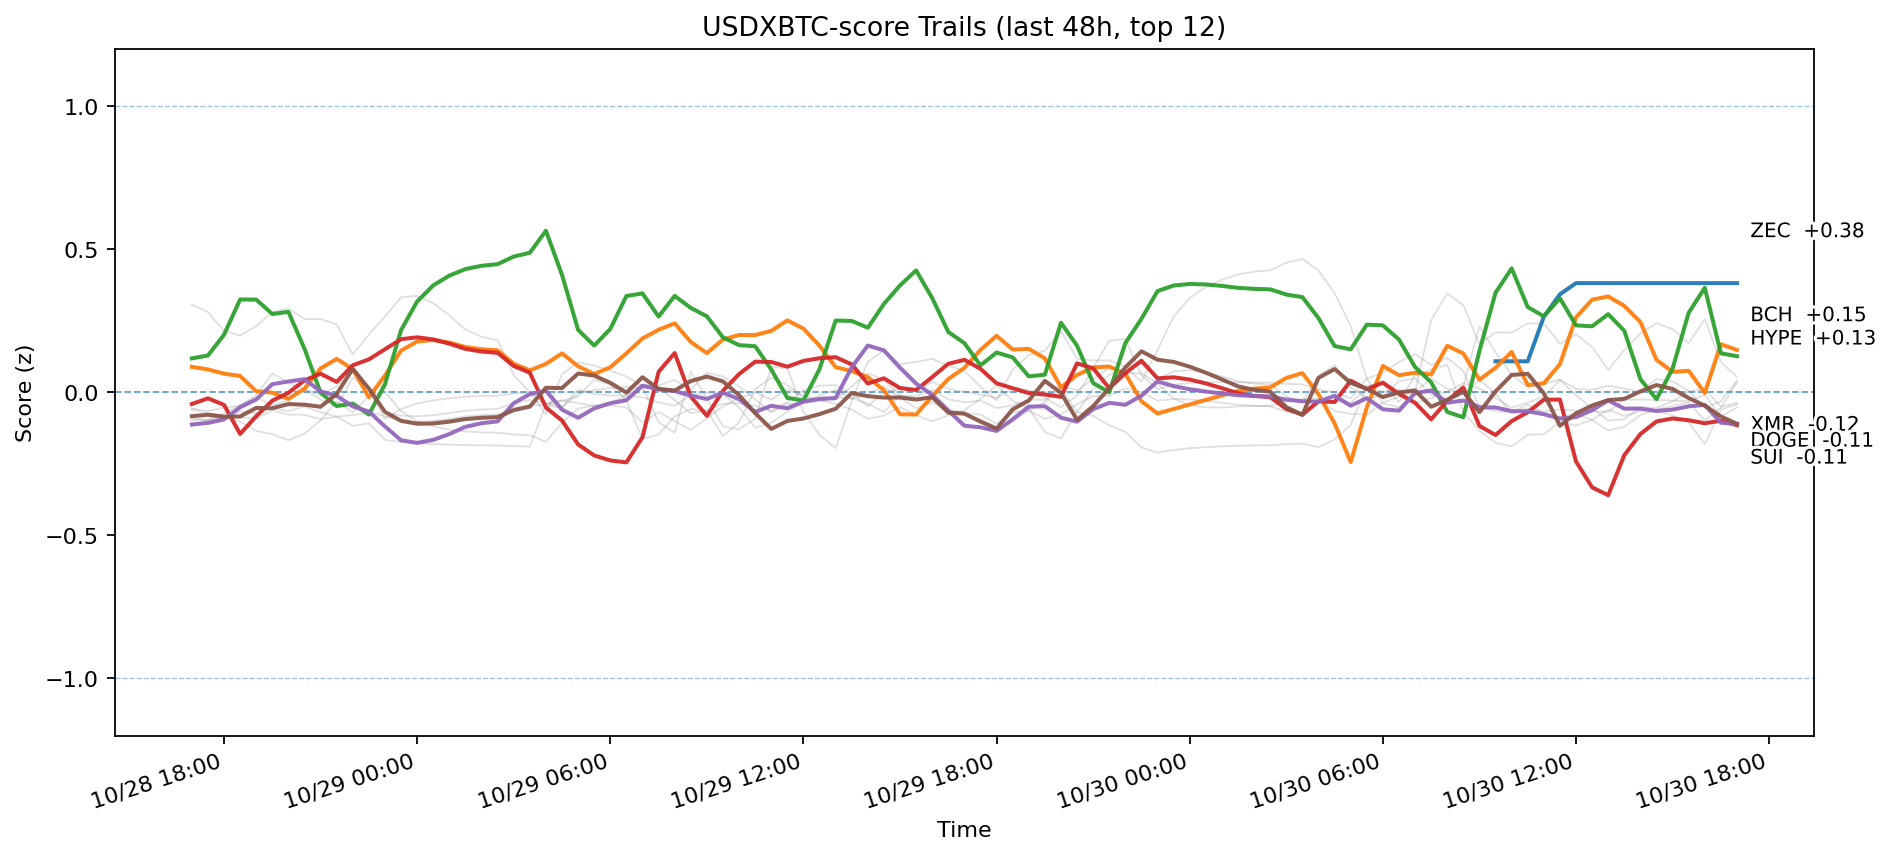 USDXBTC-score Trails (last 48h, top 12)
Score (z)
1.0
0.5
0.0
−0.5
−1.0
ZEC +0.38
BCH +0.15
HYPE +0.13
XMR -0.12
DOGE -0.11
SUI -0.11
10/28 18:00
10/29 00:00
10/29 06:00
10/29 12:00
10/29 18:00
10/30 00:00
10/30 06:00
10/30 12:00
10/30 18:00
Time